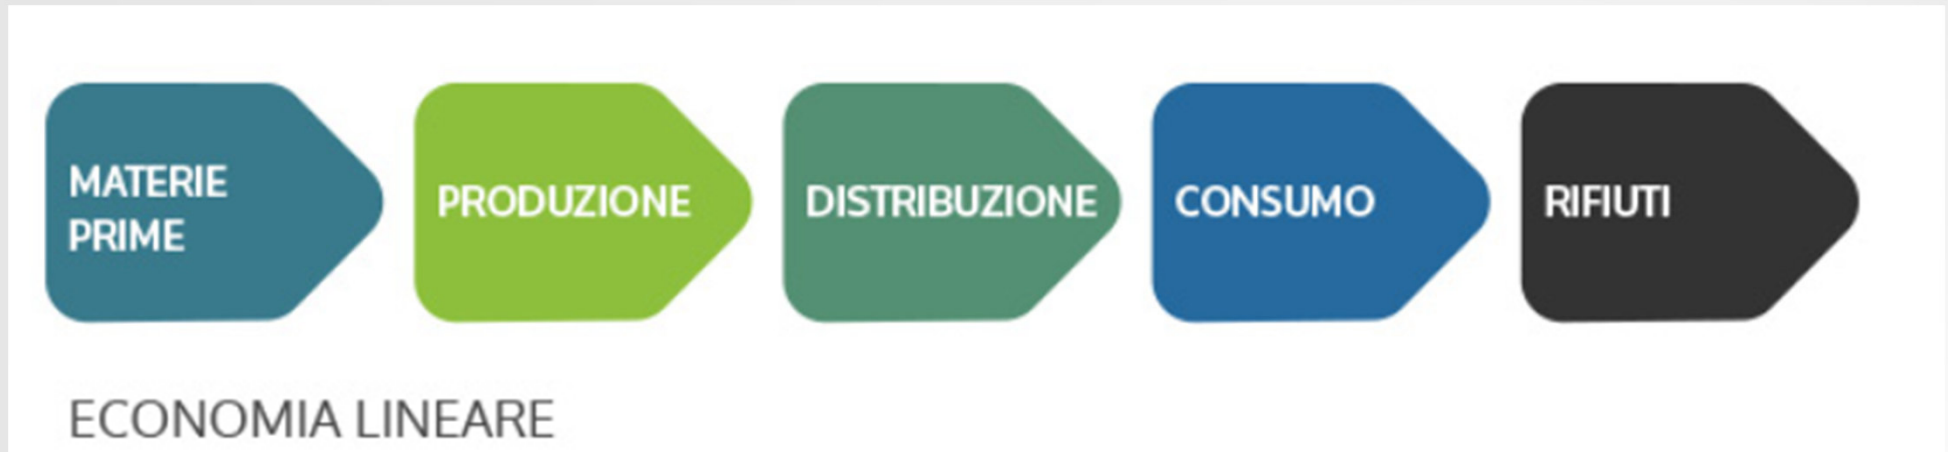 MATERIE
PRIME
PRODUZIONE
DISTRIBUZIONE
CONSUMO
RIFIUTI
ECONOMIA LINEARE